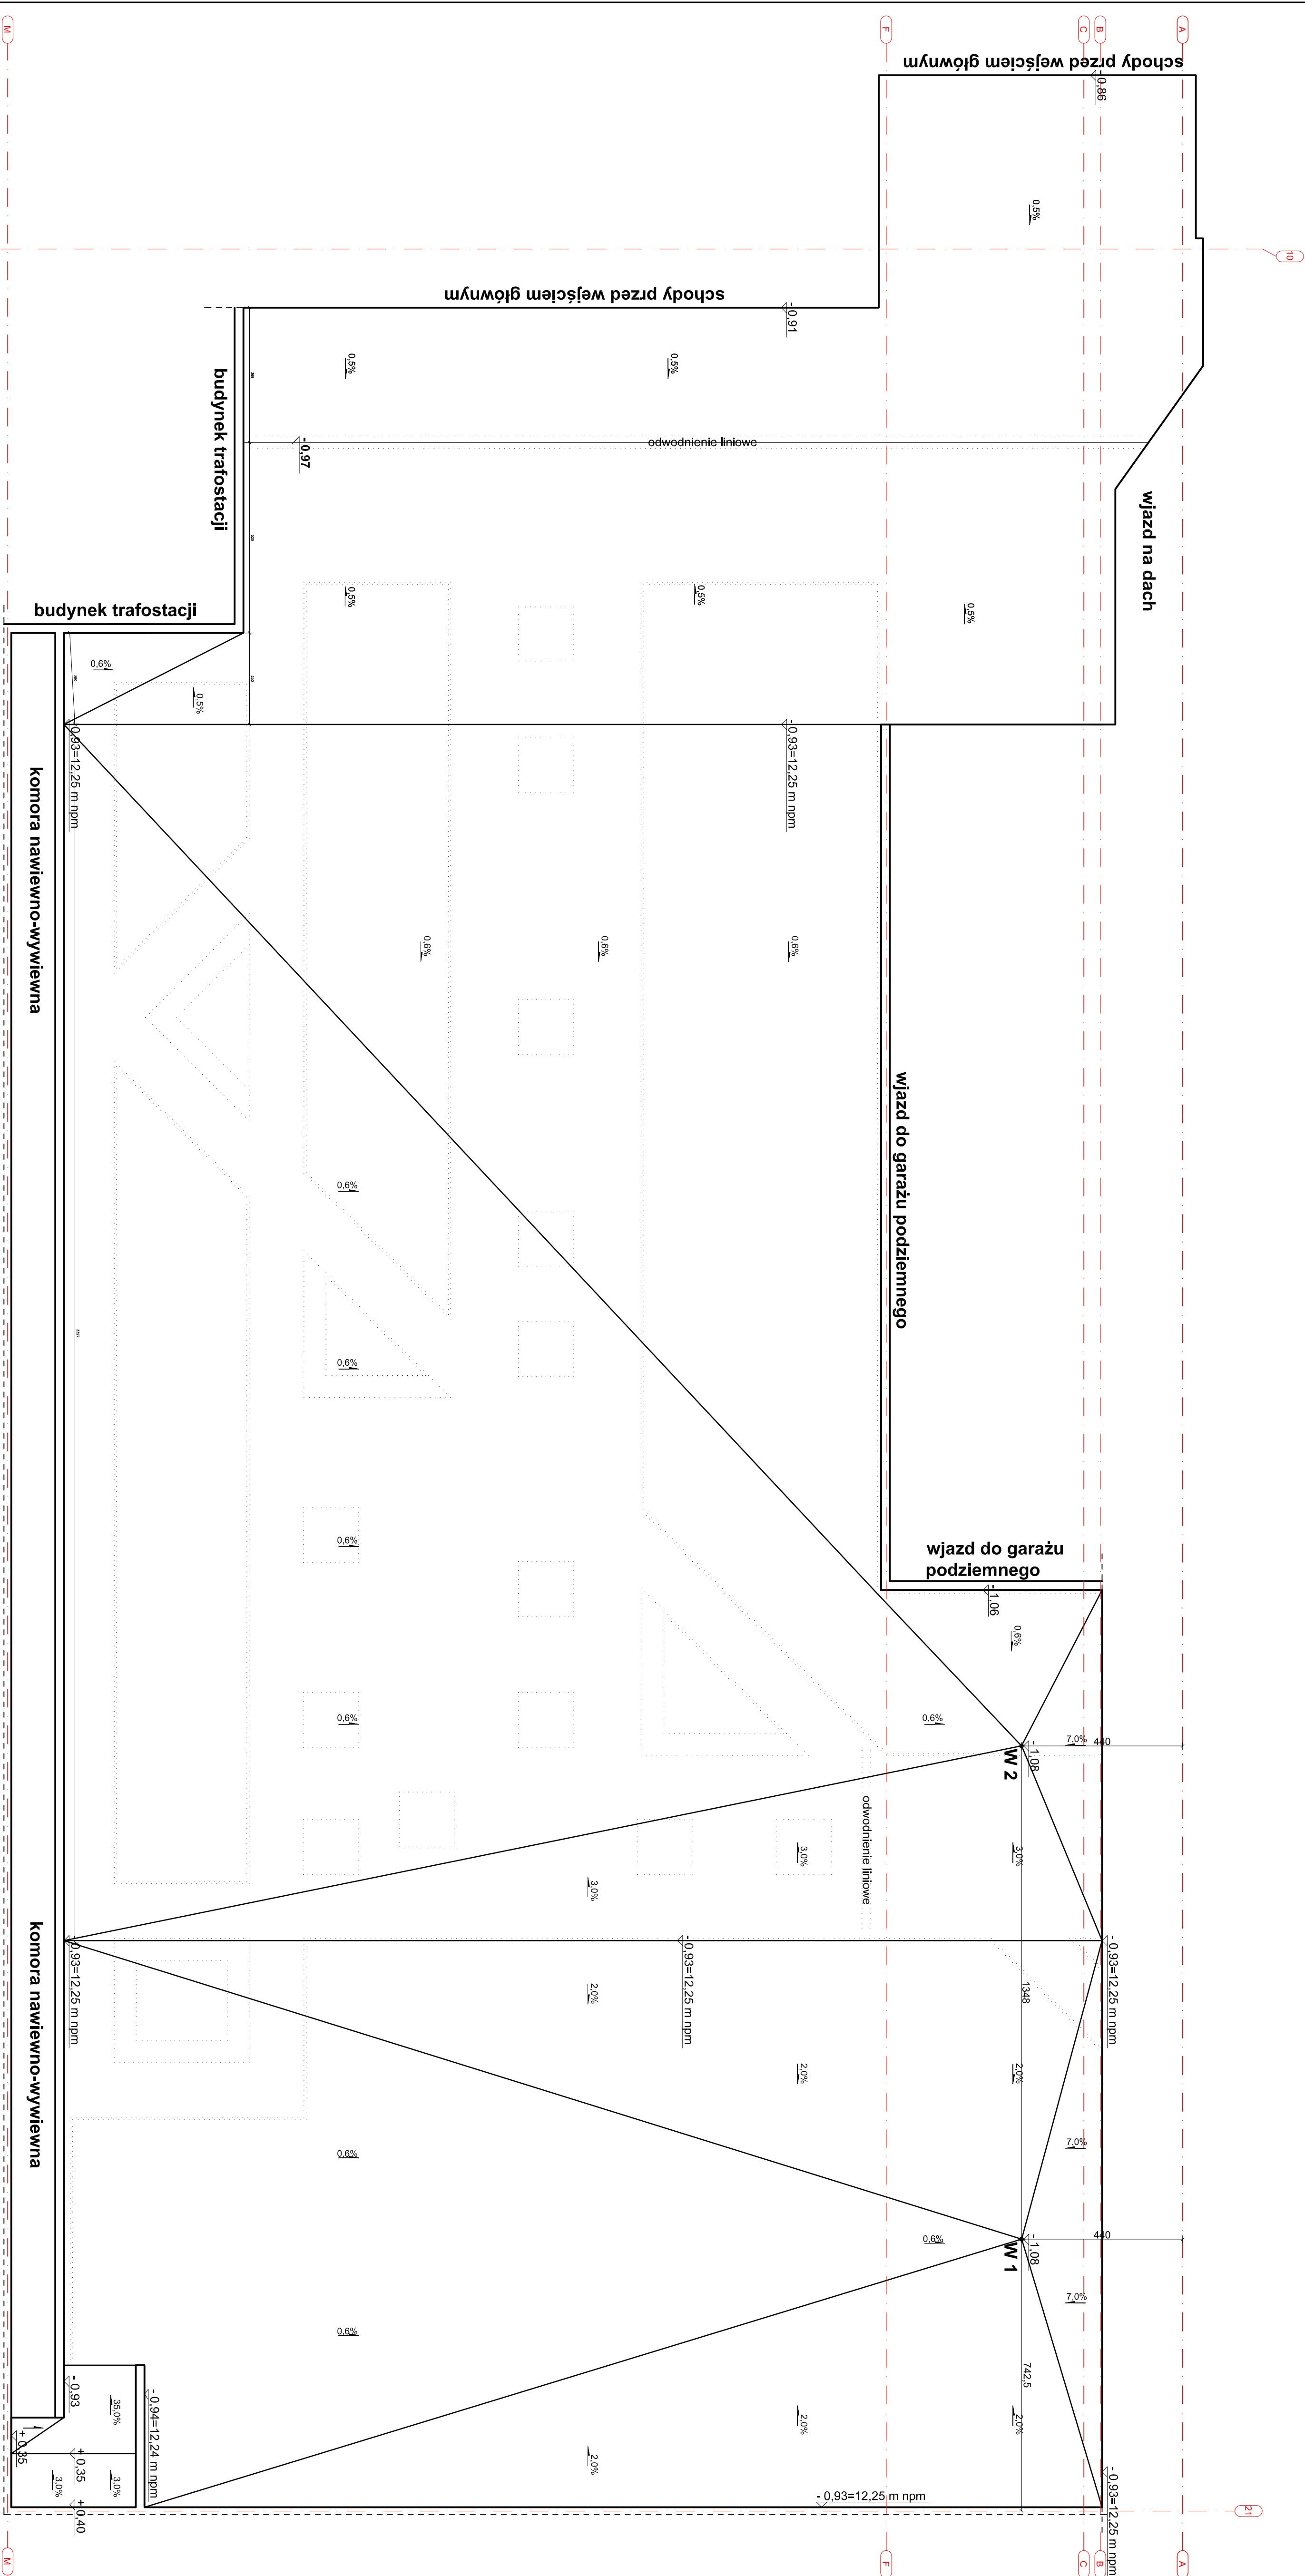 M
F
C
B
A
schody przed wejściem głównym
- 0,86
0,5%
10
schody przed wejściem głównym
- 0,91
0,5%
0,5%
budynek trafostacji
wjazd na dach
odwodnienie liniowe
- 0,97
0,5%
0,5%
0,5%
budynek trafostacji
0,6%
0,5%
- 0,93=12,25 m npm
- 0,93=12,25 m npm
komora nawiewno-wywiewna
0,6%
0,6%
0,6%
wjazd do garażu podziemnego
0,6%
0,6%
0,6%
wjazd do garażu
podziemnego
- 1,06
0,6%
0,6%
0,6%
7,0%
440
- 1,08
W 2
odwodnienie liniowe
3,0%
3,0%
3,0%
- 0,93=12,25 m npm
- 0,93=12,25 m npm
- 0,93=12,25 m npm
komora nawiewno-wywiewna
2,0%
1348
2,0%
2,0%
0,6%
7,0%
0,6%
440
- 1,08
W 1
7,0%
0,6%
742,5
- 0,93
35,0%
- 0,94=12,24 m npm
2,0%
2,0%
2,0%
+ 0,35
+ 0,35
3,0%
3,0%
+ 0,40
- 0,93=12,25 m npm
- 0,93=12,25 m npm
21
M
F
C
B
A